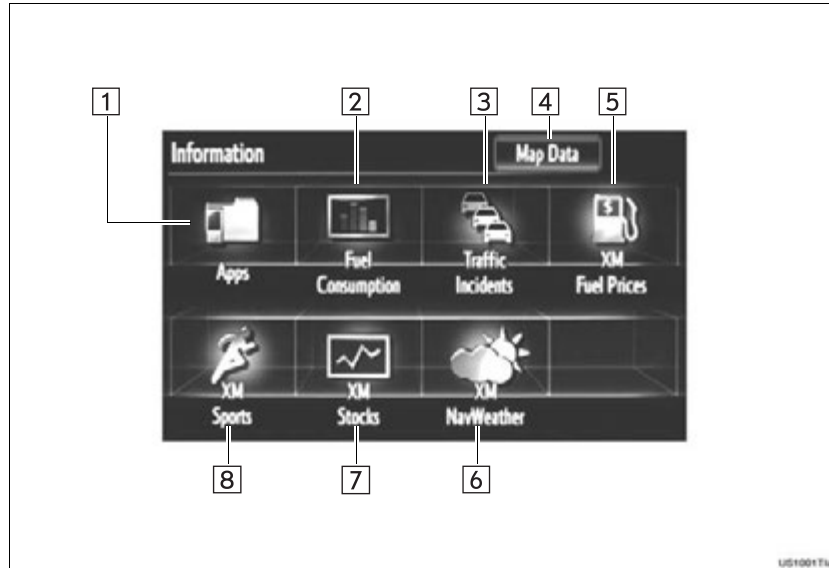 1 2 3 4 5
Information Map Data
$
Apps
Fuel
Consumption
Traffic
Incidents
XM
Fuel Prices
XM
Sports
XM
Stocks
XM
NavWeather
8 7 6